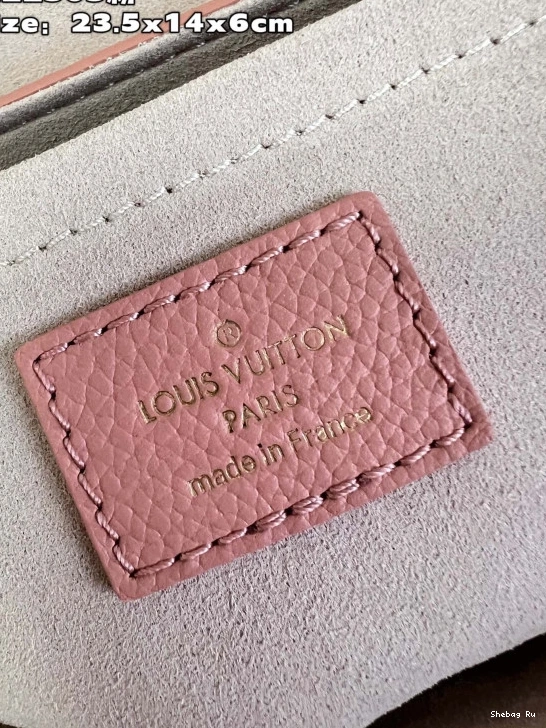 ze: 23.5x14x6cm
®
LOUIS VUITTON
PARIS
made in France
Shebag Ru